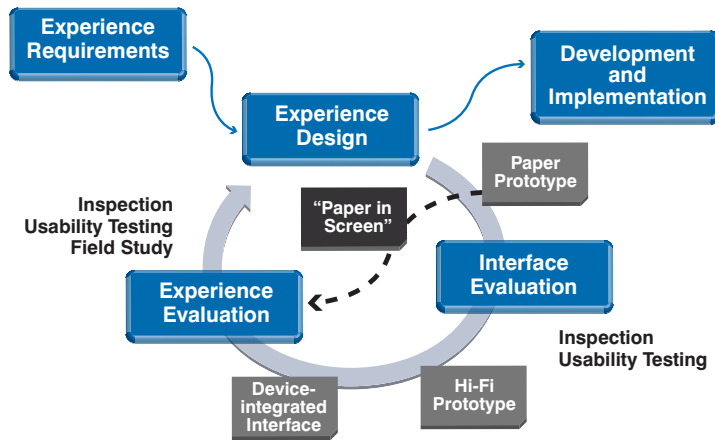 Experience
Requirements
Development
and
Implementation
Experience
Design
Paper
Prototype
“Paper in
Screen”
Inspection
Usability Testing
Field Study
Experience
Evaluation
Interface
Evaluation
Inspection
Usability Testing
Device-
integrated
Interface
Hi-Fi
Prototype